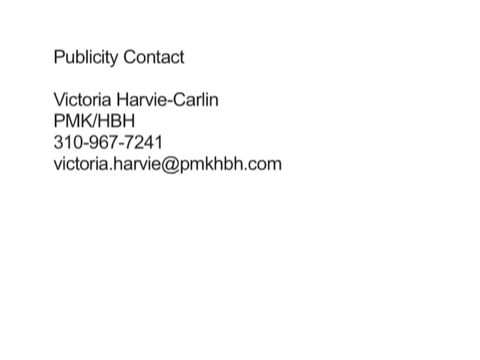 Publicity Contact
Victoria Harvie-Carlin
PMK/HBH
310-967-7241
victoria.harvie@pmkhbh.com